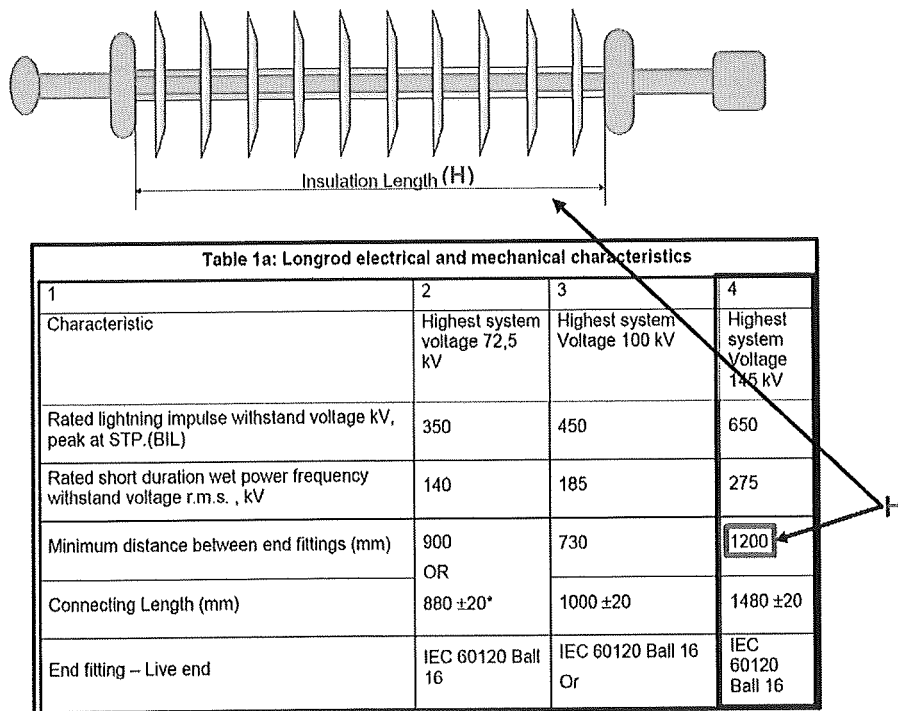 Insulation Length (H)
Table 1a: Longrod electrical and mechanical characteristics
1
2
3
4
Characteristic
Highest system
voltage 72,5
kV
Highest system
Voltage 100 kV
Highest
system
Voltage
145 kV
Rated lightning impulse withstand voltage kV,
peak at STP.(BIL)
350
450
650
Rated short duration wet power frequency
withstand voltage r.m.s. , kV
140
185
275
Minimum distance between end fittings (mm)
900
OR
730
1200
Connecting Length (mm)
880 ±20*
1000 ±20
1480 ±20
End fitting – Live end
IEC 60120 Ball
16
IEC 60120 Ball 16
Or
IEC
60120
Ball 16